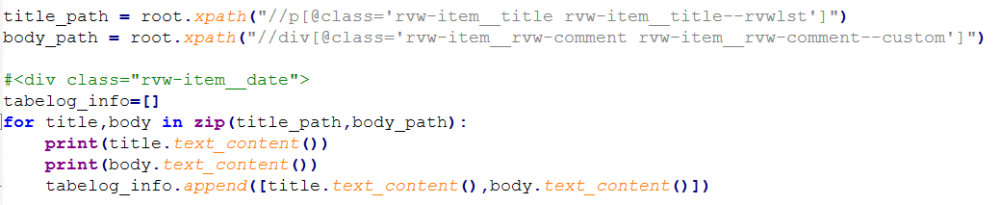 title_path = root.xpath("//p[@class='rvw-item__title rvw-item__title--rvwlst']")
body_path = root.xpath("//div[@class='rvw-item__rvw-comment rvw-item__rvw-comment--custom']")
#<div class="rvw-item__date">
tabelog_info=[]
for title,body in zip(title_path,body_path):
    print(title.text_content())
    print(body.text_content())
    tabelog_info.append([title.text_content(),body.text_content()])